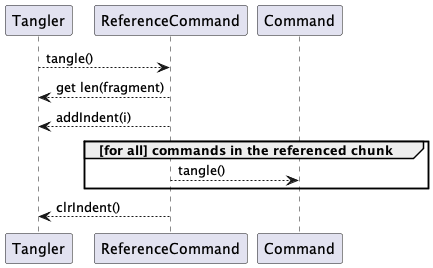 Tangler ReferenceCommand Command
tangle()
get len(fragment)
addIndent(i)
[for all] commands in the referenced chunk
tangle()
clrIndent()
Tangler ReferenceCommand Command